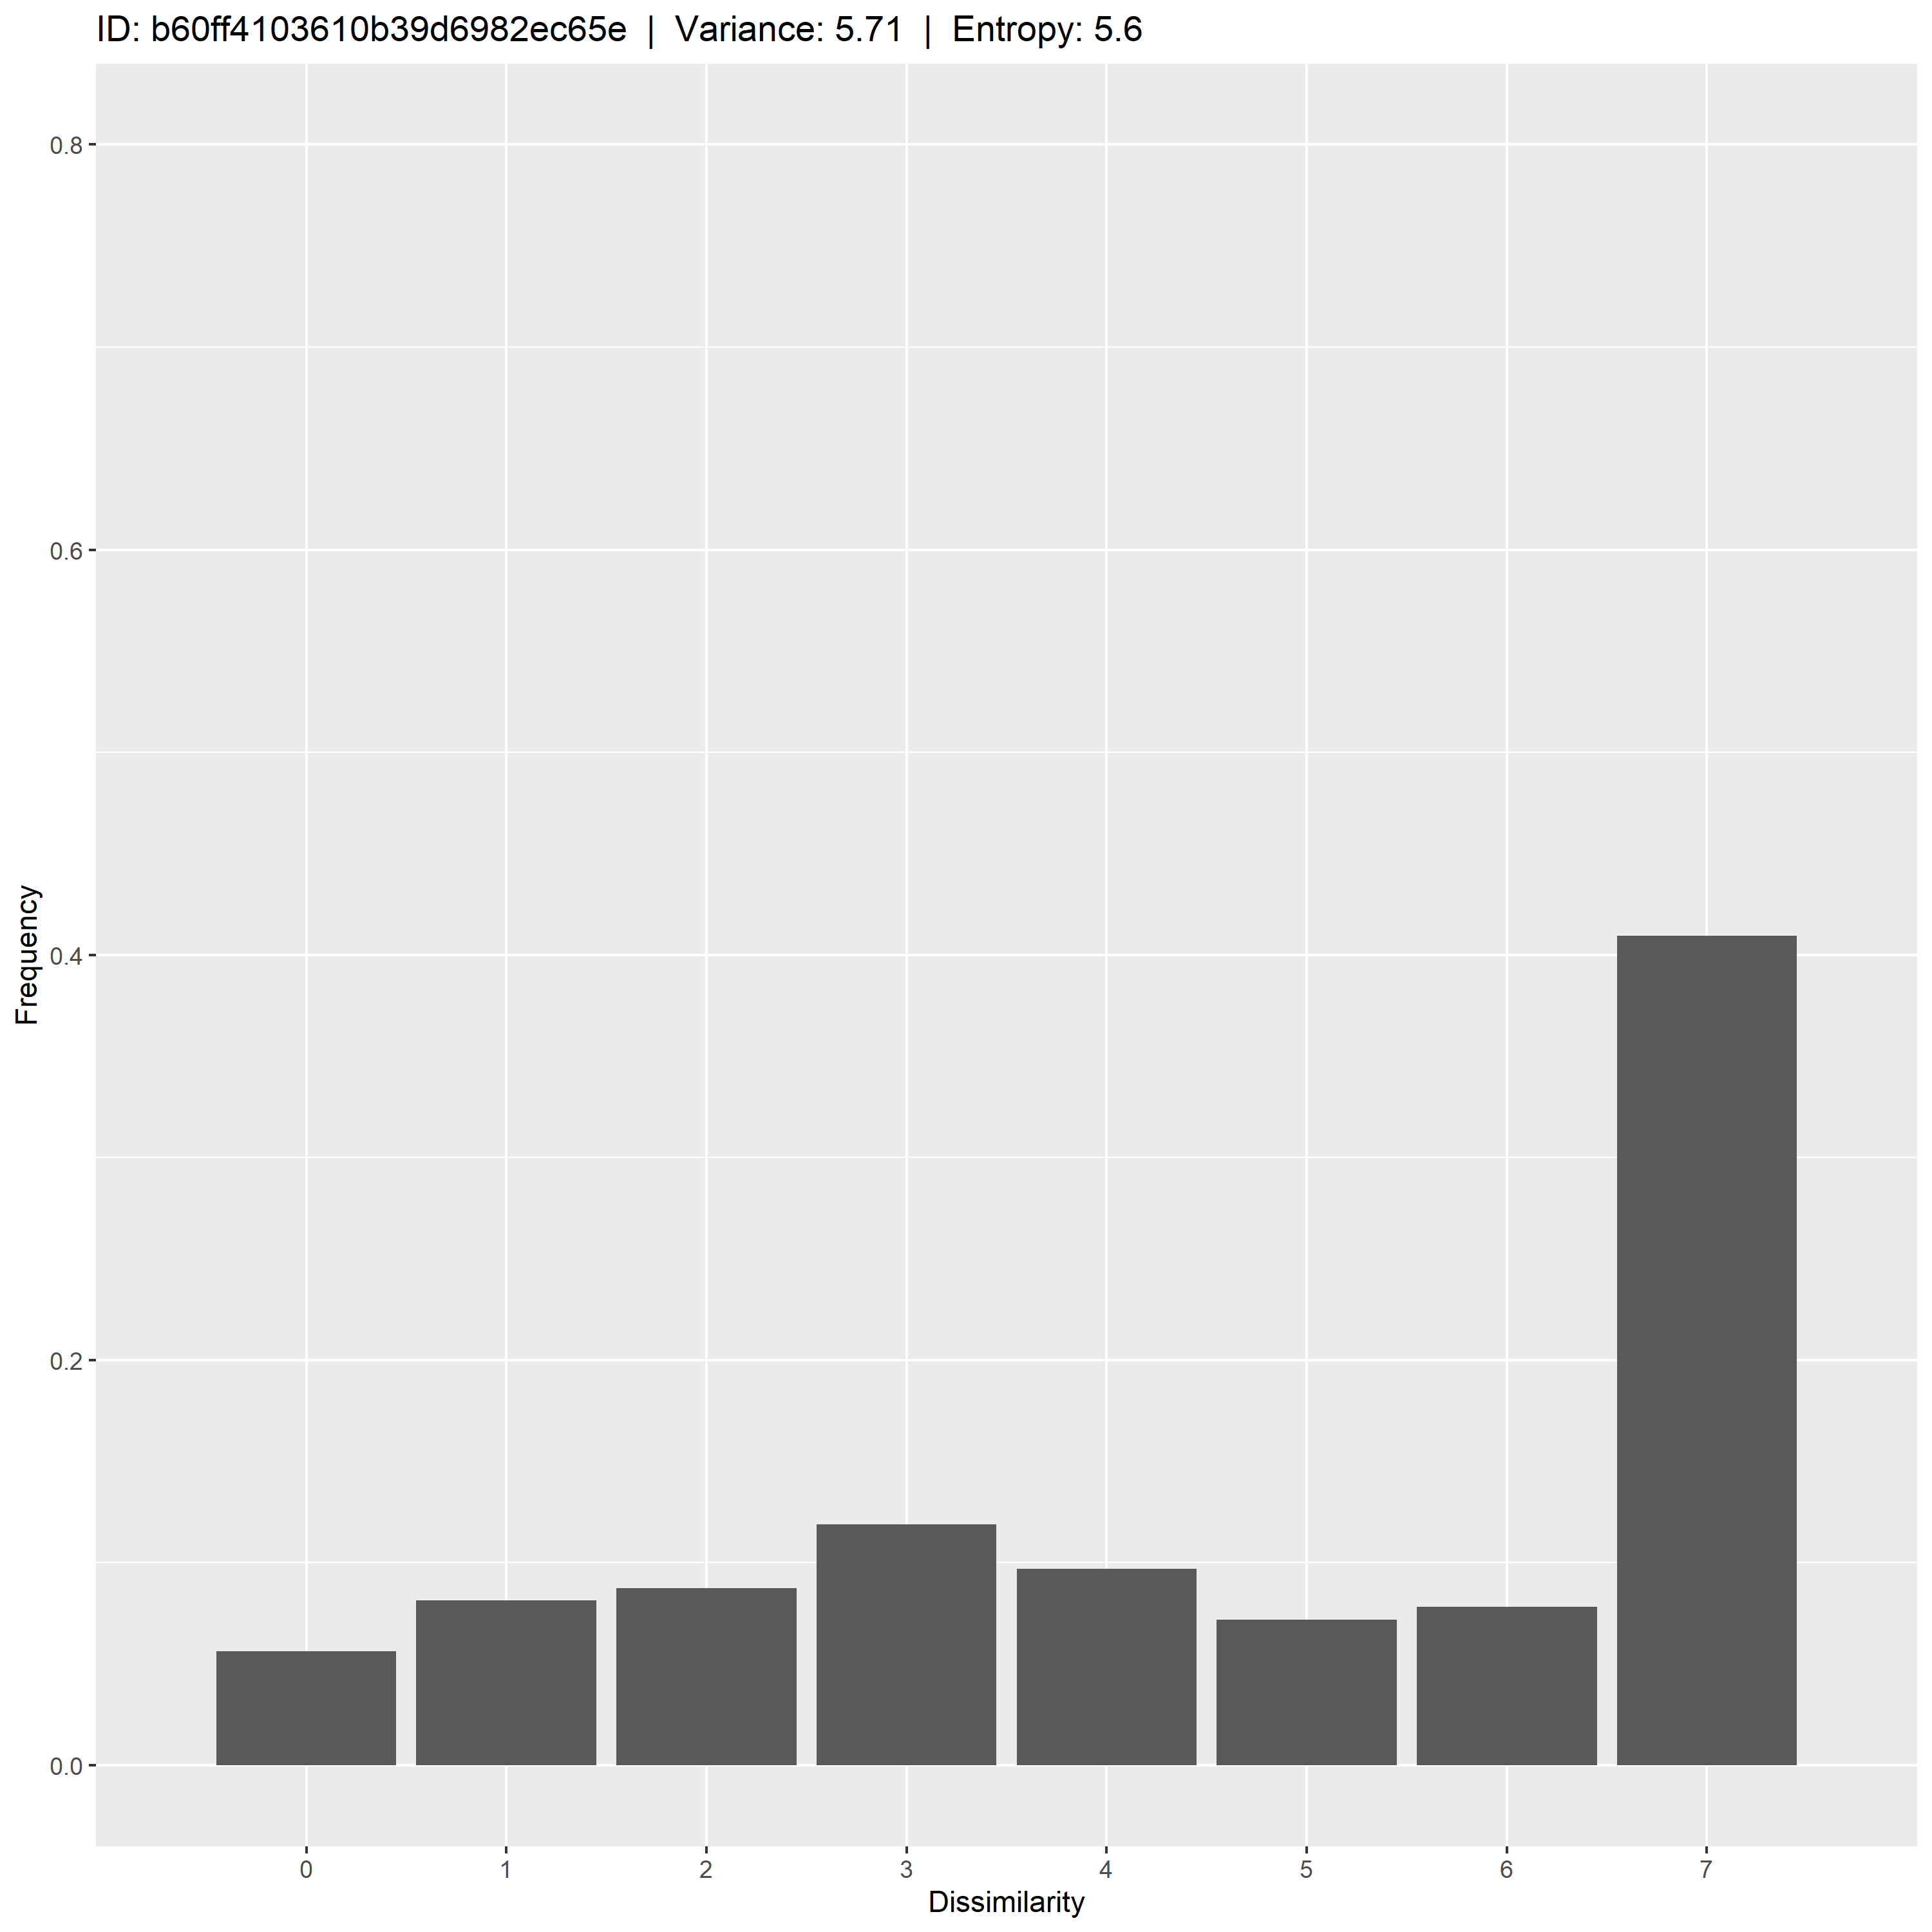 ID: b60ff4103610b39d6982ec65e | Variance: 5.71 | Entropy: 5.6
0.8
0.6
0.4
0.2
0.0
Frequency
0 1 2 3 4 5 6 7
Dissimilarity